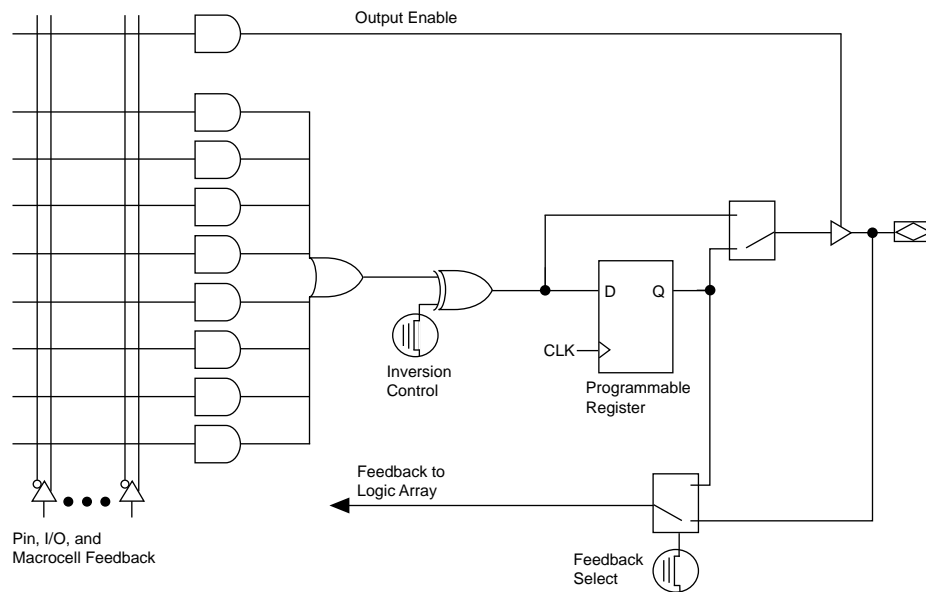 Output Enable
D
Q
CLK
Inversion
Control
Programmable
Register
Feedback to
Logic Array
Pin, I/O, and
Macrocell Feedback
Feedback
Select